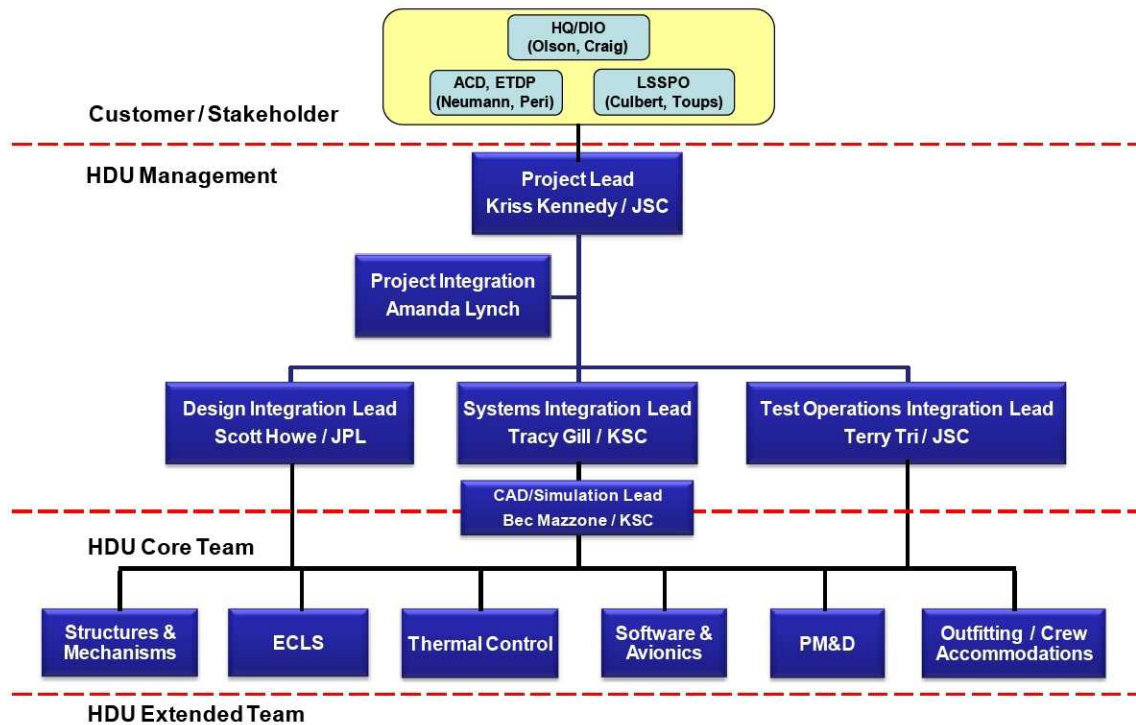 HQ/DIO
(Olson, Craig)
ACD, ETDP
(Neumann, Peri)
LSSPO
(Culbert, Toups)
Customer / Stakeholder
HDU Management
Project Lead
Kriss Kennedy / JSC
Project Integration
Amanda Lynch
Design Integration Lead
Scott Howe / JPL
Systems Integration Lead
Tracy Gill / KSC
Test Operations Integration Lead
Terry Tri / JSC
CAD/Simulation Lead
Bec Mazzone / KSC
HDU Core Team
Structures &
Mechanisms
ECLS
Thermal Control
Software &
Avionics
PM&D
Outfitting / Crew
Accommodations
HDU Extended Team